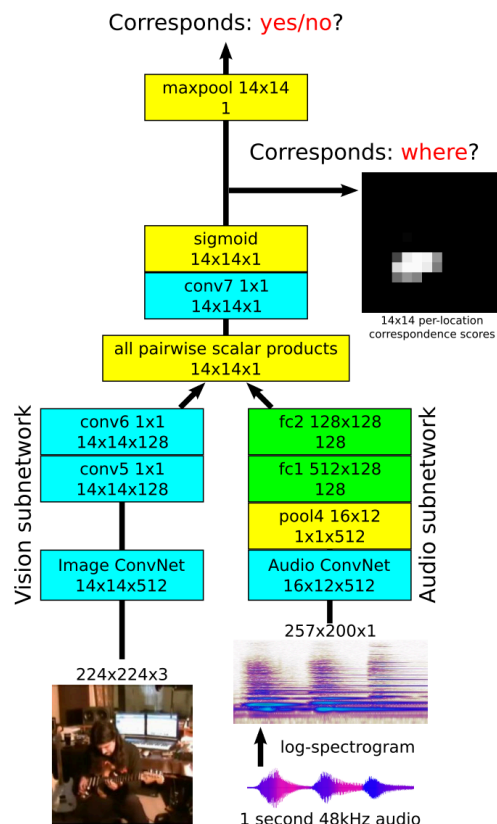 Corresponds: yes/no?
maxpool 14x14
1
Corresponds: where?
sigmoid
14x14x1
conv7 1x1
14x14x1
14x14 per-location
correspondence scores
all pairwise scalar products
14x14x1
Vision subnetwork
conv6 1x1
14x14x128
conv5 1x1
14x14x128
Image ConvNet
14x14x512
224x224x3
Audio subnetwork
fc2 128x128
128
fc1 512x128
128
pool4 16x12
1x1x512
Audio ConvNet
16x12x512
257x200x1
log-spectrogram
1 second 48kHz audio